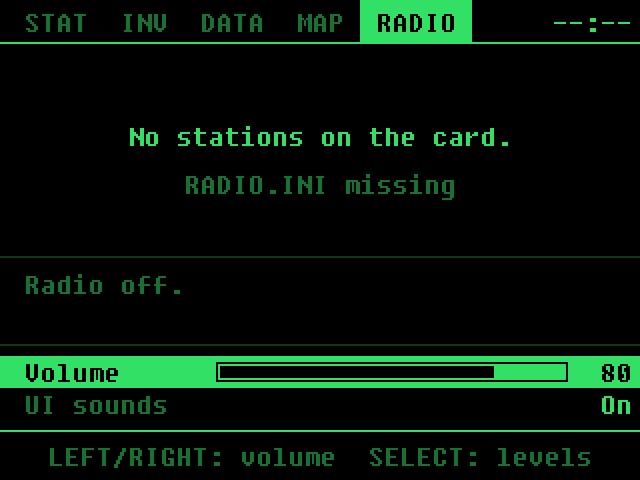 STAT INV DATA MAP RADIO --:--
No stations on the card.
RADIO.INI missing
Radio off.
Volume 80
UI sounds On
LEFT/RIGHT: volume SELECT: levels